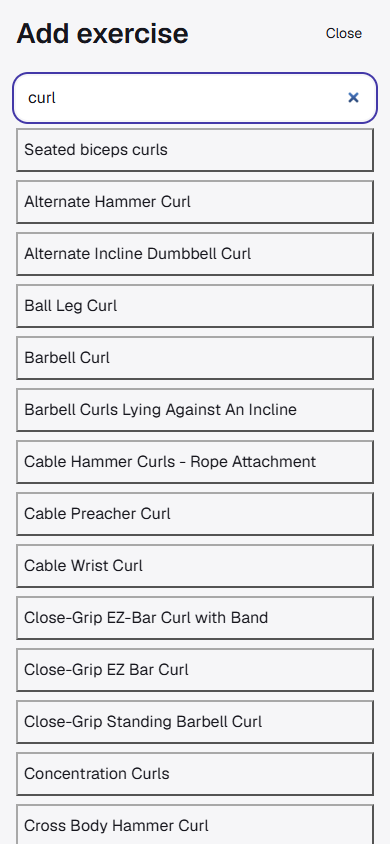 Add exercise
Close
curl
Seated biceps curls
Alternate Hammer Curl
Alternate Incline Dumbbell Curl
Ball Leg Curl
Barbell Curl
Barbell Curls Lying Against An Incline
Cable Hammer Curls - Rope Attachment
Cable Preacher Curl
Cable Wrist Curl
Close-Grip EZ-Bar Curl with Band
Close-Grip EZ Bar Curl
Close-Grip Standing Barbell Curl
Concentration Curls
Cross Body Hammer Curl